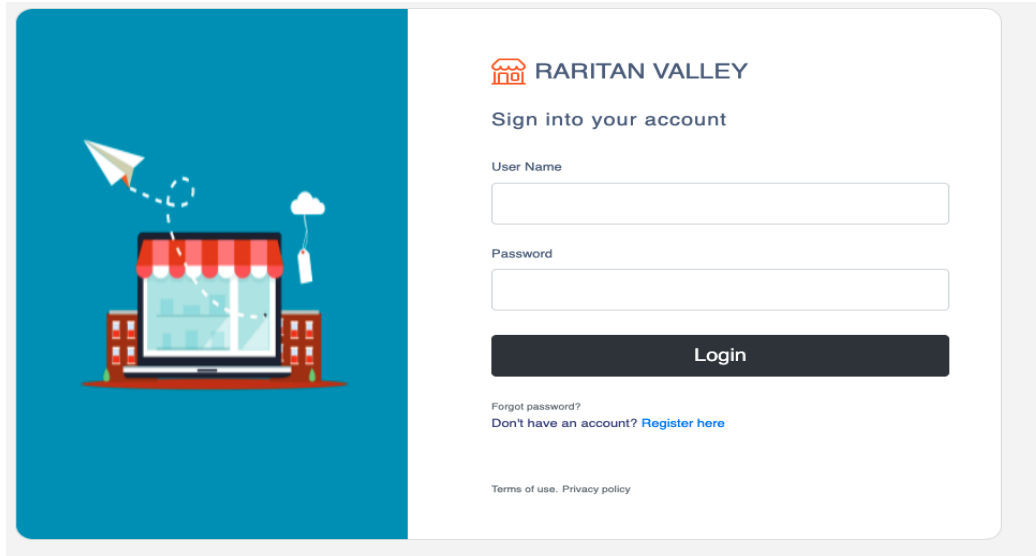 RARITAN VALLEY
Sign into your account
User Name
Password
Login
Forgot password?
Don't have an account? Register here
Terms of use. Privacy policy